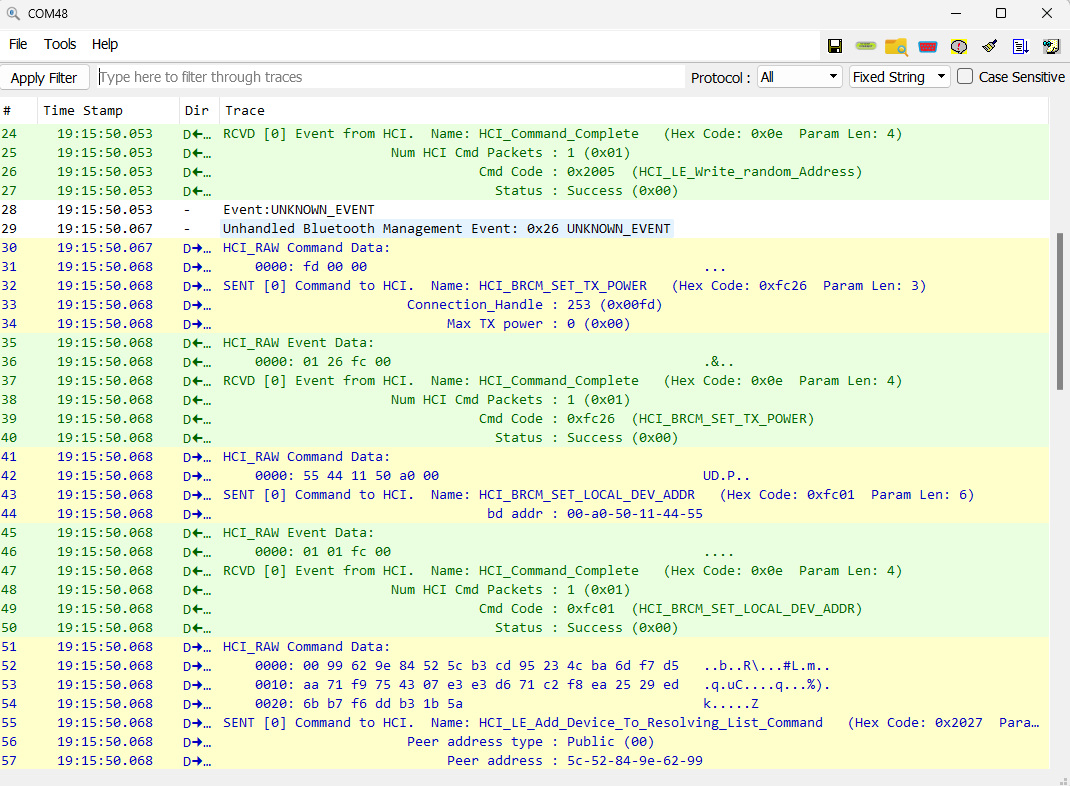 COM48
File Tools Help
Apply Filter Type here to filter through traces Protocol : All Fixed String Case Sensitive
# Time Stamp Dir Trace
24 19:15:50.053 D←… RCVD [0] Event from HCI. Name: HCI_Command_Complete (Hex Code: 0x0e Param Len: 4)
25 19:15:50.053 D←… Num HCI Cmd Packets : 1 (0x01)
26 19:15:50.053 D←… Cmd Code : 0x2005 (HCI_LE_Write_random_Address)
27 19:15:50.053 D←… Status : Success (0x00)
28 19:15:50.053 - Event:UNKNOWN_EVENT
29 19:15:50.067 - Unhandled Bluetooth Management Event: 0x26 UNKNOWN_EVENT
30 19:15:50.067 D→… HCI_RAW Command Data:
31 19:15:50.068 D→… 0000: fd 00 00 ...
32 19:15:50.068 D→… SENT [0] Command to HCI. Name: HCI_BRCM_SET_TX_POWER (Hex Code: 0xfc26 Param Len: 3)
33 19:15:50.068 D→… Connection_Handle : 253 (0x00fd)
34 19:15:50.068 D→… Max TX power : 0 (0x00)
35 19:15:50.068 D←… HCI_RAW Event Data:
36 19:15:50.068 D←… 0000: 01 26 fc 00 .&..
37 19:15:50.068 D←… RCVD [0] Event from HCI. Name: HCI_Command_Complete (Hex Code: 0x0e Param Len: 4)
38 19:15:50.068 D←… Num HCI Cmd Packets : 1 (0x01)
39 19:15:50.068 D←… Cmd Code : 0xfc26 (HCI_BRCM_SET_TX_POWER)
40 19:15:50.068 D←… Status : Success (0x00)
41 19:15:50.068 D→… HCI_RAW Command Data:
42 19:15:50.068 D→… 0000: 55 44 11 50 a0 00 UD.P..
43 19:15:50.068 D→… SENT [0] Command to HCI. Name: HCI_BRCM_SET_LOCAL_DEV_ADDR (Hex Code: 0xfc01 Param Len: 6)
44 19:15:50.068 D→… bd addr : 00-a0-50-11-44-55
45 19:15:50.068 D←… HCI_RAW Event Data:
46 19:15:50.068 D←… 0000: 01 01 fc 00 ....
47 19:15:50.068 D←… RCVD [0] Event from HCI. Name: HCI_Command_Complete (Hex Code: 0x0e Param Len: 4)
48 19:15:50.068 D←… Num HCI Cmd Packets : 1 (0x01)
49 19:15:50.068 D←… Cmd Code : 0xfc01 (HCI_BRCM_SET_LOCAL_DEV_ADDR)
50 19:15:50.068 D←… Status : Success (0x00)
51 19:15:50.068 D→… HCI_RAW Command Data:
52 19:15:50.068 D→… 0000: 00 99 62 9e 84 52 5c b3 cd 95 23 4c ba 6d f7 d5 ..b..R\...#L.m..
53 19:15:50.068 D→… 0010: aa 71 f9 75 43 07 e3 e3 d6 71 c2 f8 ea 25 29 ed .q.uC....q...%).
54 19:15:50.068 D→… 0020: 6b b7 f6 dd b3 1b 5a k.....Z
55 19:15:50.068 D→… SENT [0] Command to HCI. Name: HCI_LE_Add_Device_To_Resolving_List_Command (Hex Code: 0x2027 Para…
56 19:15:50.068 D→… Peer address type : Public (00)
57 19:15:50.068 D→… Peer address : 5c-52-84-9e-62-99